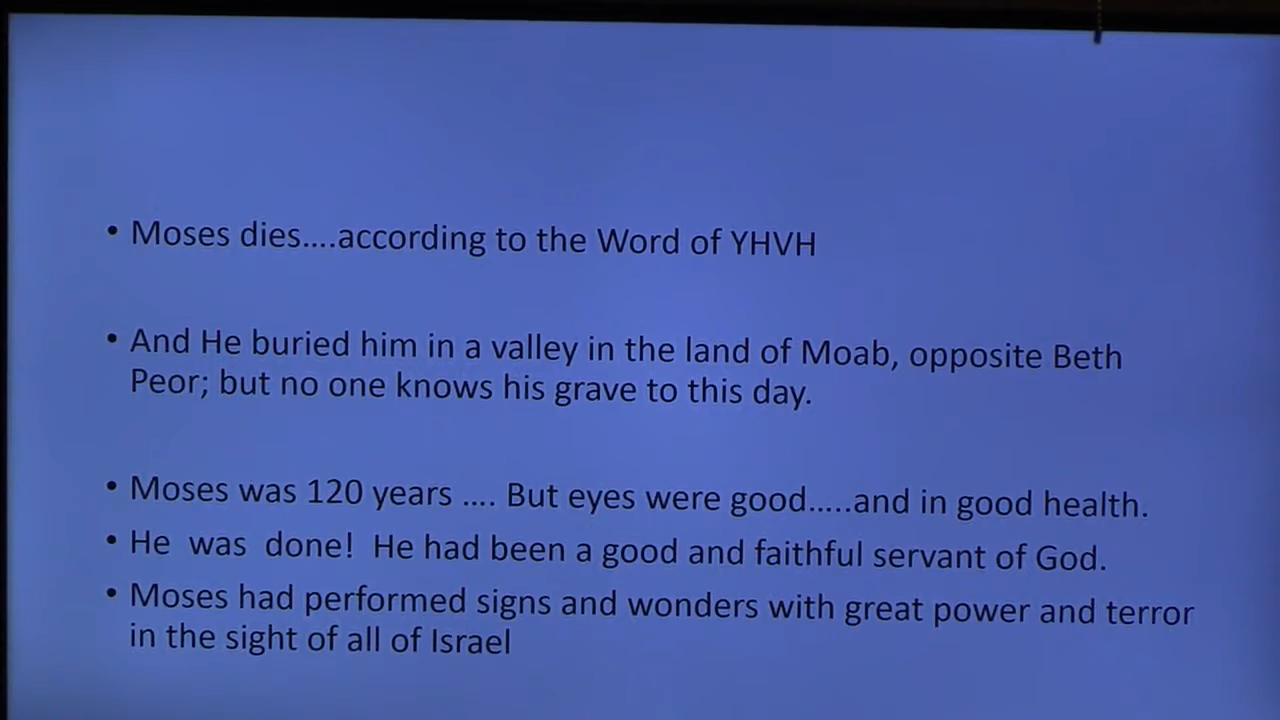 • Moses dies....according to the Word of YHVH
• And He buried him in a valley in the land of Moab, opposite Beth
Peor; but no one knows his grave to this day.
• Moses was 120 years .... But eyes were good.....and in good health.
• He was done! He had been a good and faithful servant of God.
• Moses had performed signs and wonders with great power and terror
in the sight of all of Israel